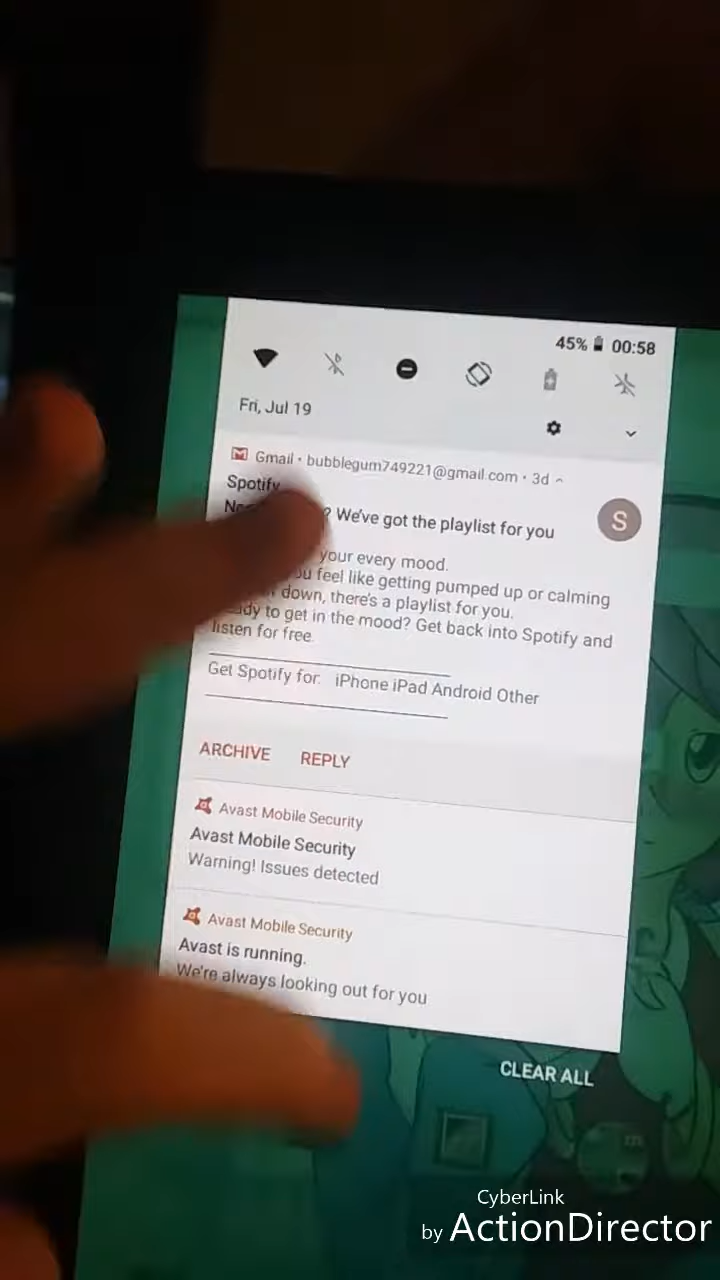 45% 00:58
Fri, Jul 19
Gmail • bubblegum749221@gmail.com • 3d
Spotify
? We've got the playlist for you
S
your every mood.
feel like getting pumped up or calming
down, there's a playlist for you.
to get in the mood? Get back into Spotify and
listen for free.
Get Spotify for: iPhone iPad Android Other
ARCHIVE REPLY
Avast Mobile Security
Avast Mobile Security
Warning! Issues detected
Avast Mobile Security
Avast is running.
We're always looking out for you
CLEAR ALL
m
CyberLink
by ActionDirector